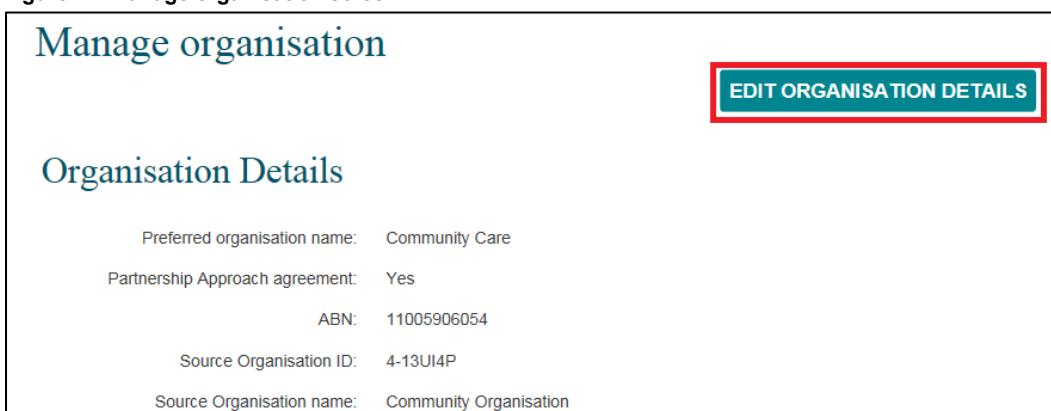 Manage organisation
EDIT ORGANISATION DETAILS
Organisation Details
Preferred organisation name: Community Care
Partnership Approach agreement: Yes
ABN: 11005906054
Source Organisation ID: 4-13UI4P
Source Organisation name: Community Organisation